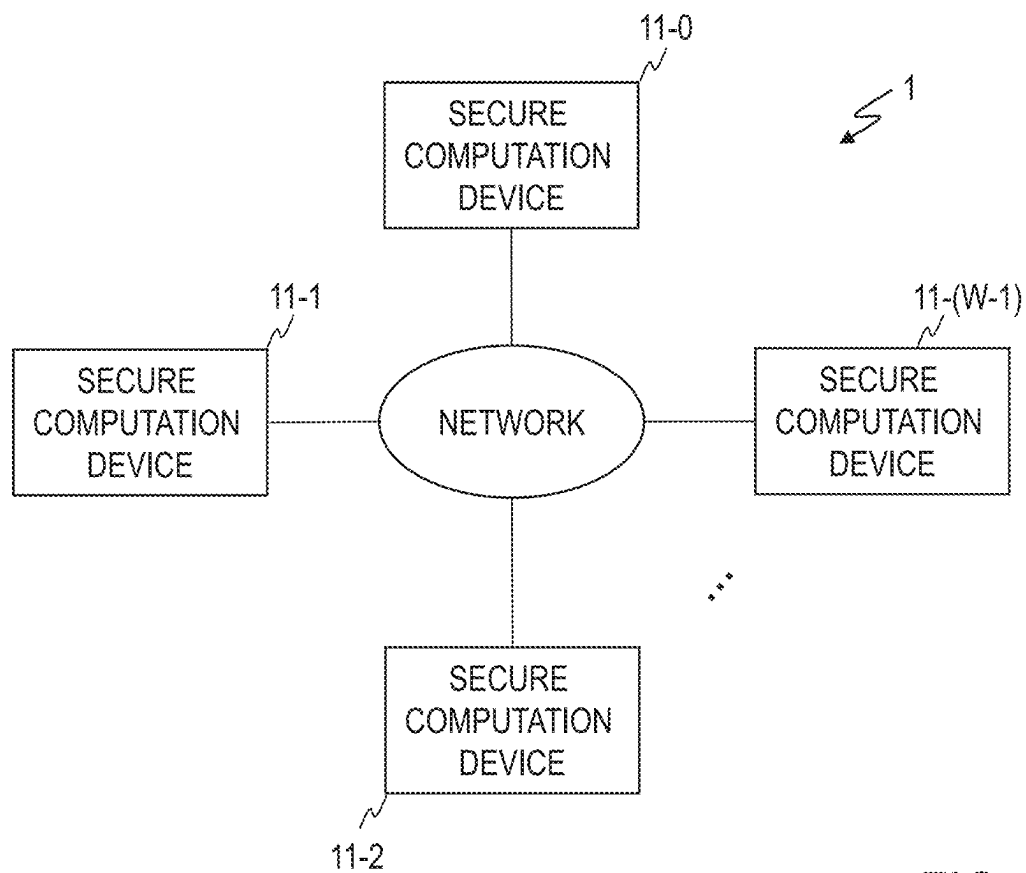 11-0
1
SECURE
COMPUTATION
DEVICE
11-1
11-(W-1)
SECURE
COMPUTATION
DEVICE
NETWORK
SECURE
COMPUTATION
DEVICE
...
SECURE
COMPUTATION
DEVICE
11-2